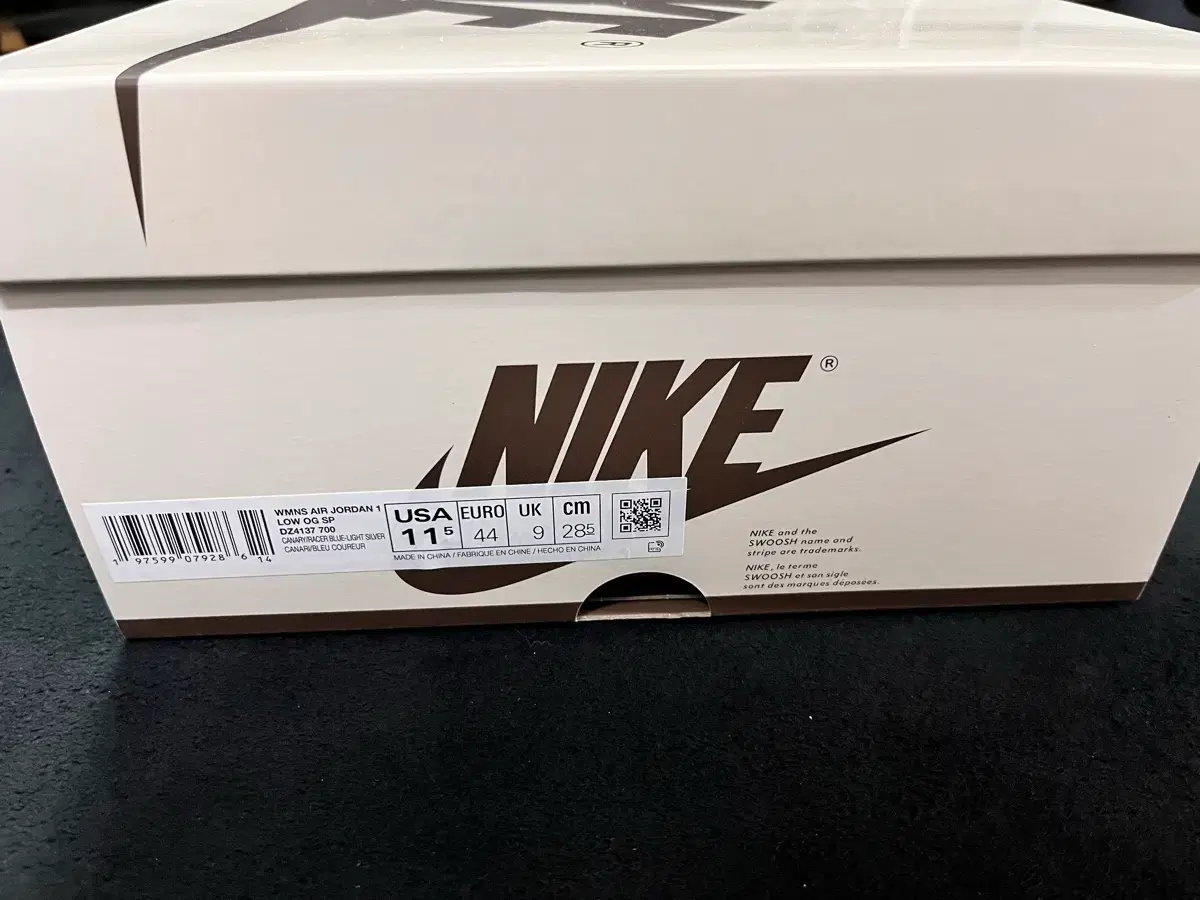 ®
NIKE®
WMNS AIR JORDAN 1
LOW OG SP
DZ4137 700
CANARY/RACER BLUE-LIGHT SILVER
CANARI/BLEU COUREUR
1 97599 07928 6 14
USA EURO UK cm
11⁵ 44 9 28⁵
MADE IN CHINA / FABRIQUE EN CHINE / HECHO EN CHINA
NIKE and the
SWOOSH name and
stripe are trademarks.
NIKE, le terme
SWOOSH et son sigle
sont des marques déposées.